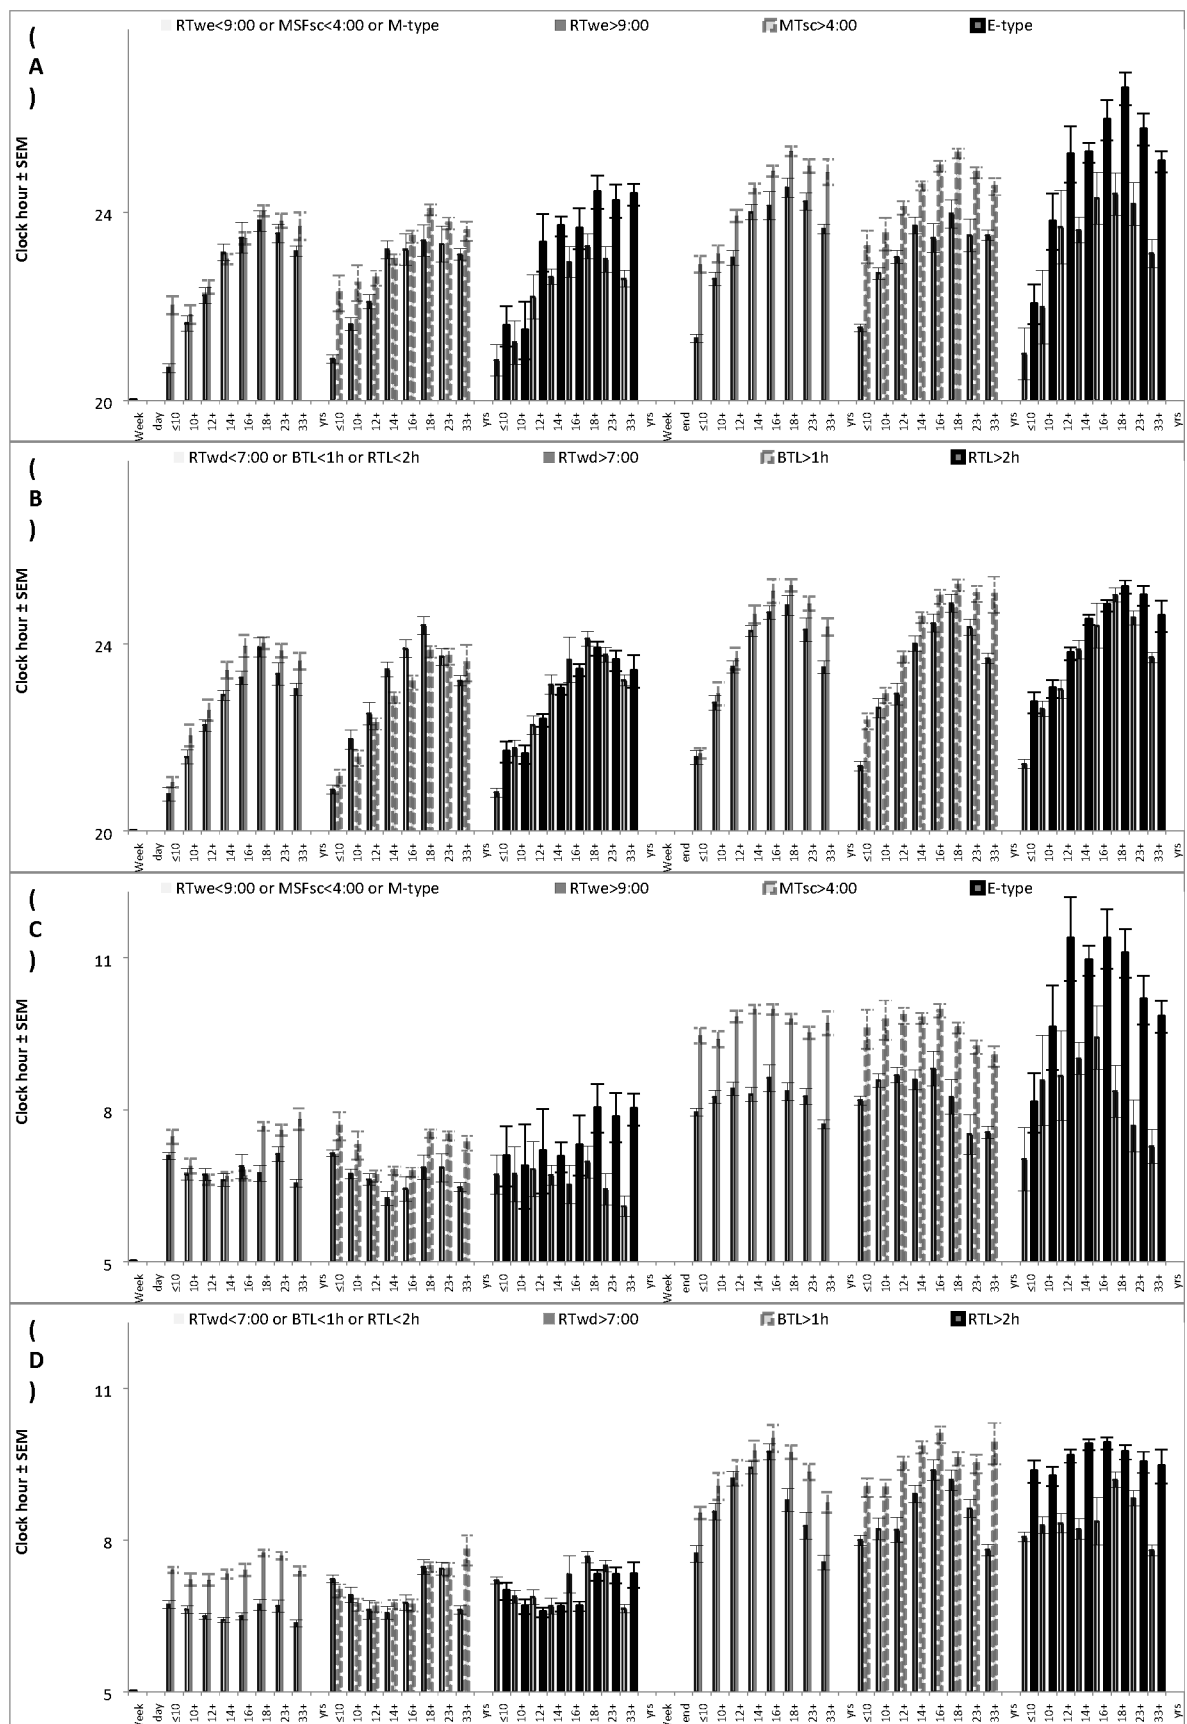 RTwe<9:00 or MSFsc<4:00 or M-type RTwe>9:00 MTsc>4:00 E-type
( A )
Clock hour ± SEM
24
20
Week day ≤10 10+ 12+ 14+ 16+ 18+ 23+ 33+ yrs ≤10 10+ 12+ 14+ 16+ 18+ 23+ 33+ yrs ≤10 10+ 12+ 14+ 16+ 18+ 23+ 33+ yrs Week end ≤10 10+ 12+ 14+ 16+ 18+ 23+ 33+ yrs ≤10 10+ 12+ 14+ 16+ 18+ 23+ 33+ yrs ≤10 10+ 12+ 14+ 16+ 18+ 23+ 33+ yrs
RTwd<7:00 or BTL<1h or RTL<2h RTwd>7:00 BTL>1h RTL>2h
( B )
Clock hour ± SEM
24
20
Week day ≤10 10+ 12+ 14+ 16+ 18+ 23+ 33+ yrs ≤10 10+ 12+ 14+ 16+ 18+ 23+ 33+ yrs ≤10 10+ 12+ 14+ 16+ 18+ 23+ 33+ yrs Week end ≤10 10+ 12+ 14+ 16+ 18+ 23+ 33+ yrs ≤10 10+ 12+ 14+ 16+ 18+ 23+ 33+ yrs ≤10 10+ 12+ 14+ 16+ 18+ 23+ 33+ yrs
RTwe<9:00 or MSFsc<4:00 or M-type RTwe>9:00 MTsc>4:00 E-type
( C )
Clock hour ± SEM
11
8
5
Week day ≤10 10+ 12+ 14+ 16+ 18+ 23+ 33+ yrs ≤10 10+ 12+ 14+ 16+ 18+ 23+ 33+ yrs ≤10 10+ 12+ 14+ 16+ 18+ 23+ 33+ yrs Week end ≤10 10+ 12+ 14+ 16+ 18+ 23+ 33+ yrs ≤10 10+ 12+ 14+ 16+ 18+ 23+ 33+ yrs ≤10 10+ 12+ 14+ 16+ 18+ 23+ 33+ yrs
RTwd<7:00 or BTL<1h or RTL<2h RTwd>7:00 BTL>1h RTL>2h
( D )
Clock hour ± SEM
11
8
5
Week day ≤10 10+ 12+ 14+ 16+ 18+ 23+ 33+ yrs ≤10 10+ 12+ 14+ 16+ 18+ 23+ 33+ yrs ≤10 10+ 12+ 14+ 16+ 18+ 23+ 33+ yrs Week end ≤10 10+ 12+ 14+ 16+ 18+ 23+ 33+ yrs ≤10 10+ 12+ 14+ 16+ 18+ 23+ 33+ yrs ≤10 10+ 12+ 14+ 16+ 18+ 23+ 33+ yrs